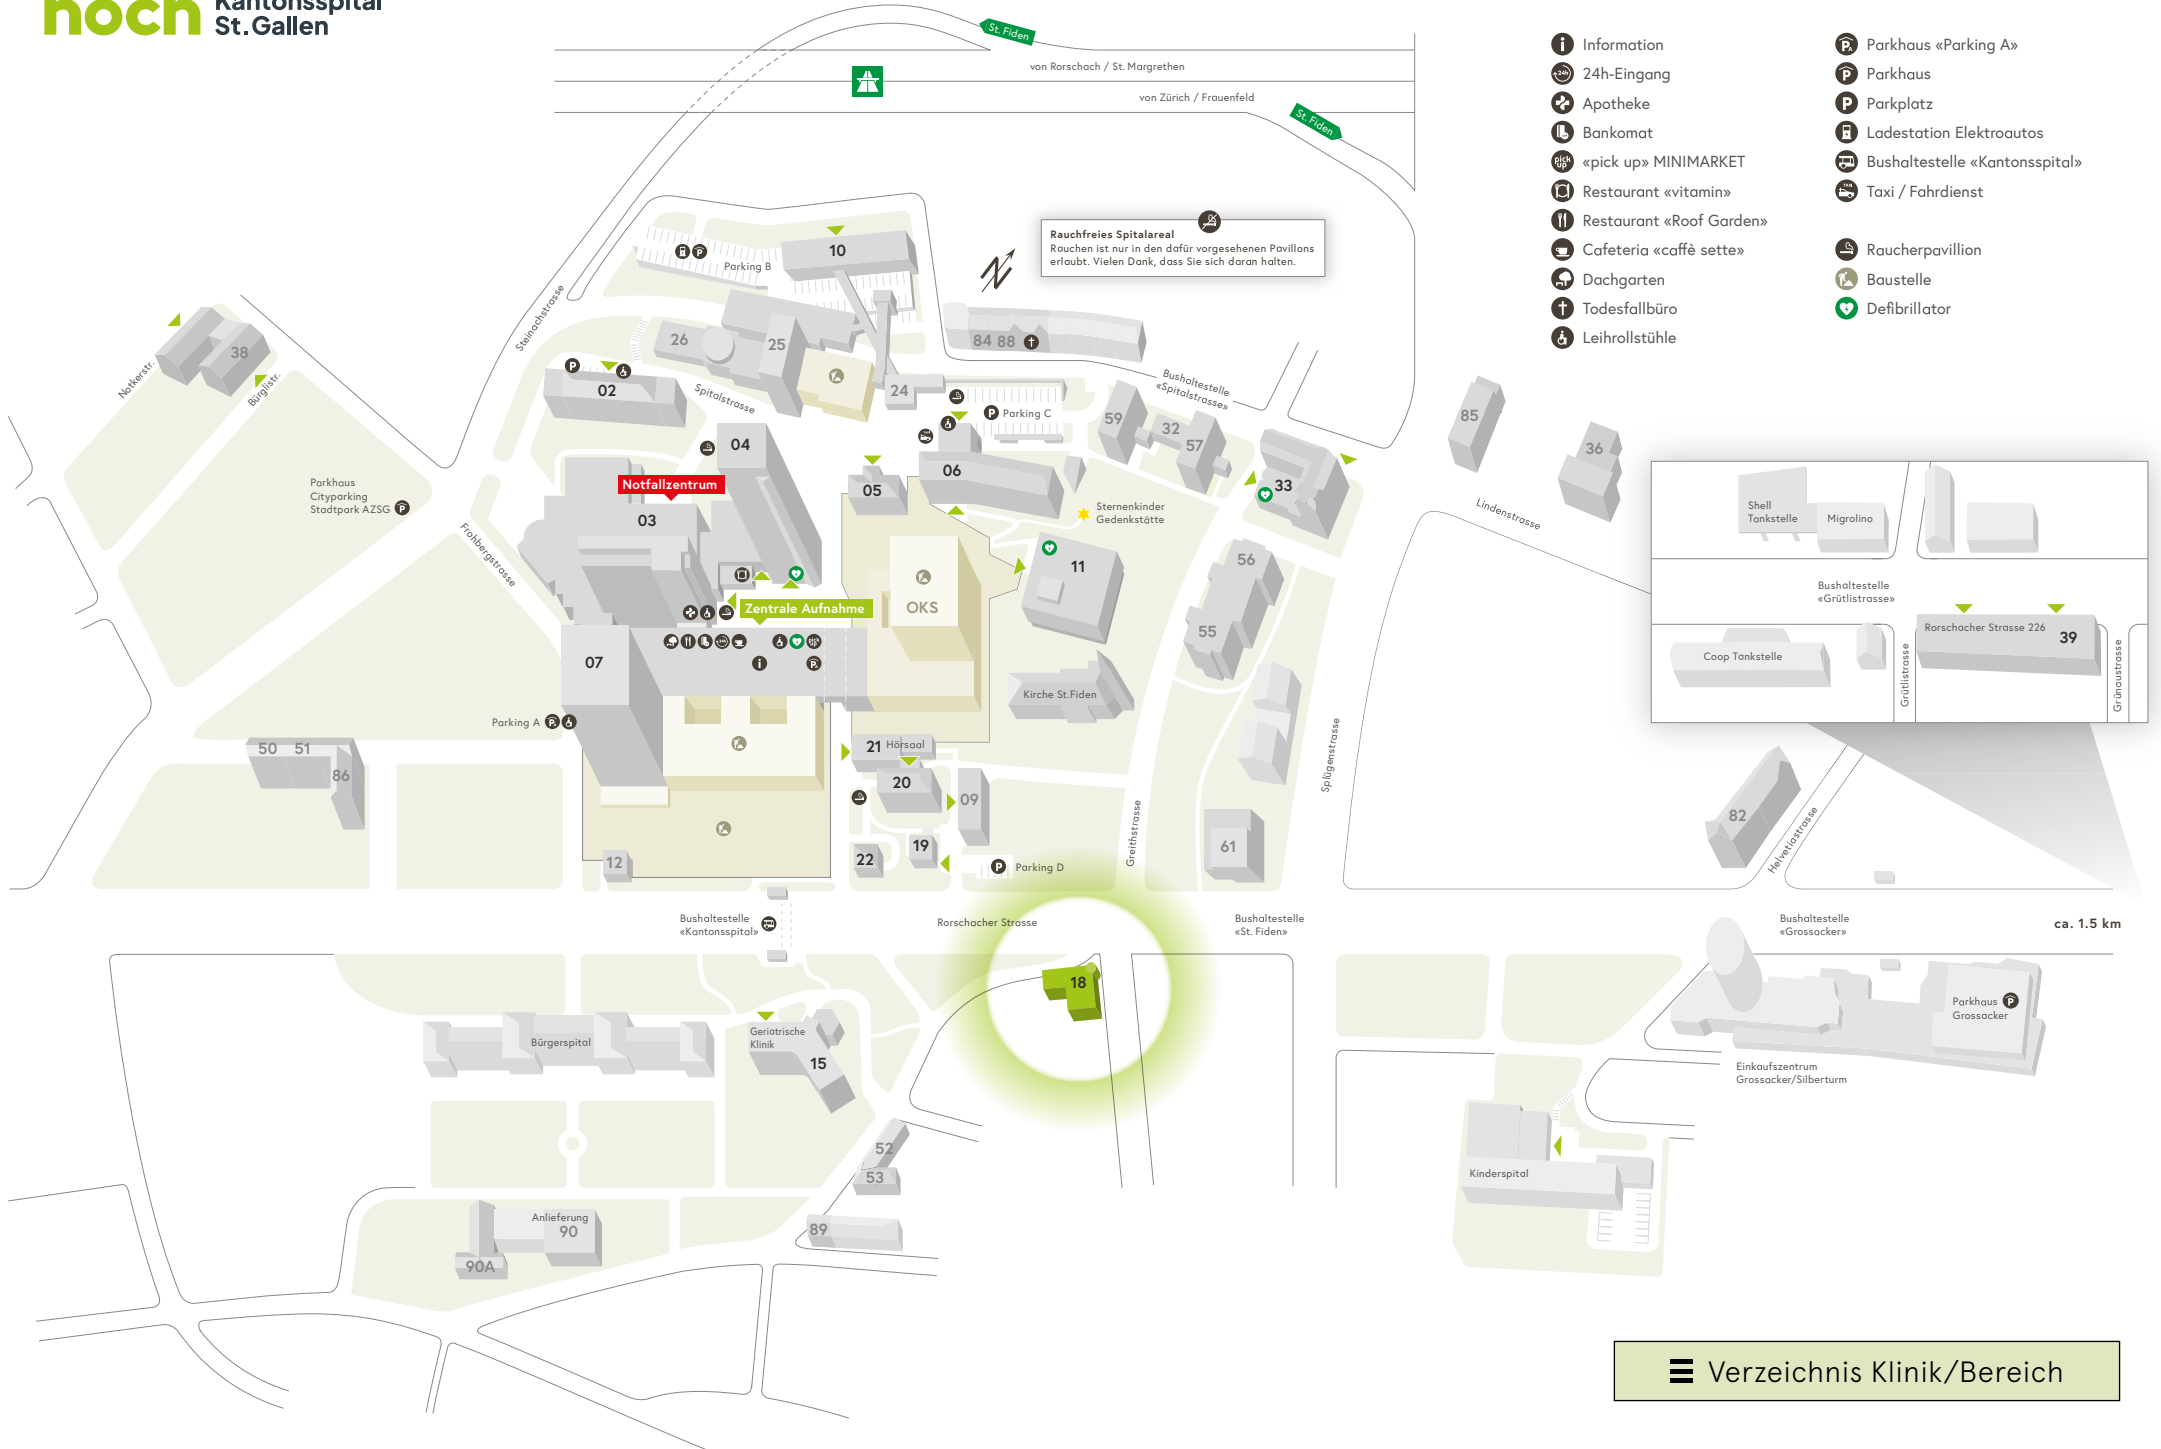 noch
Kantonsspital
St.Gallen
St. Fiden
von Rorschach / St. Margrethen
von Zürich / Frauenfeld
St. Fiden
Information
24h-Eingang
Apotheke
Bankomat
«pick up» MINIMARKET
Restaurant «vitamin»
Restaurant «Roof Garden»
Cafeteria «caffè sette»
Dachgarten
Todesfallbüro
Leihrollstühle
Parkhaus «Parking A»
Parkhaus
Parkplatz
Ladestation Elektroautos
Bushaltestelle «Kantonsspital»
Taxi / Fahrdienst
Raucherpavillion
Baustelle
Defibrillator
Rauchfreies Spitalareal
Rauchen ist nur in den dafür vorgesehenen Pavillons
erlaubt. Vielen Dank, dass Sie sich daran halten.
N
Parking B
10
Steinachstrasse
26
25
84 88
24
02
Spitalstrasse
38
Notkerstr.
Bürglistr.
Bushaltestelle
«Spitalstrasse»
Parking C
59
32
57
85
36
04
05
06
33
Notfallzentrum
03
Parkhaus
Cityparking
Stadtpark AZSG
Frohbergstrasse
Sternenkinder
Gedenkstätte
Lindenstrasse
11
56
55
OKS
Zentrale Aufnahme
07
Kirche St.Fiden
Shell
Tankstelle
Migrolino
Bushaltestelle
«Grütlistrasse»
Rorschacher Strasse 226
39
Coop Tankstelle
Grütlistrasse
Grünaustrasse
Parking A
50 51
86
21 Hörsaal
20
09
19
22
12
Parking D
Greithstrasse
Splügenstrasse
61
82
Helvetiastrasse
Bushaltestelle
«Kantonsspital»
Rorschacher Strasse
Bushaltestelle
«St. Fiden»
Bushaltestelle
«Grossacker»
ca. 1.5 km
18
Bürgerspital
Geriatrische
Klinik
15
Parkhaus
Grossacker
Einkaufszentrum
Grossacker/Silberturm
52
53
89
Kinderspital
Anlieferung
90
90A
Verzeichnis Klinik/Bereich